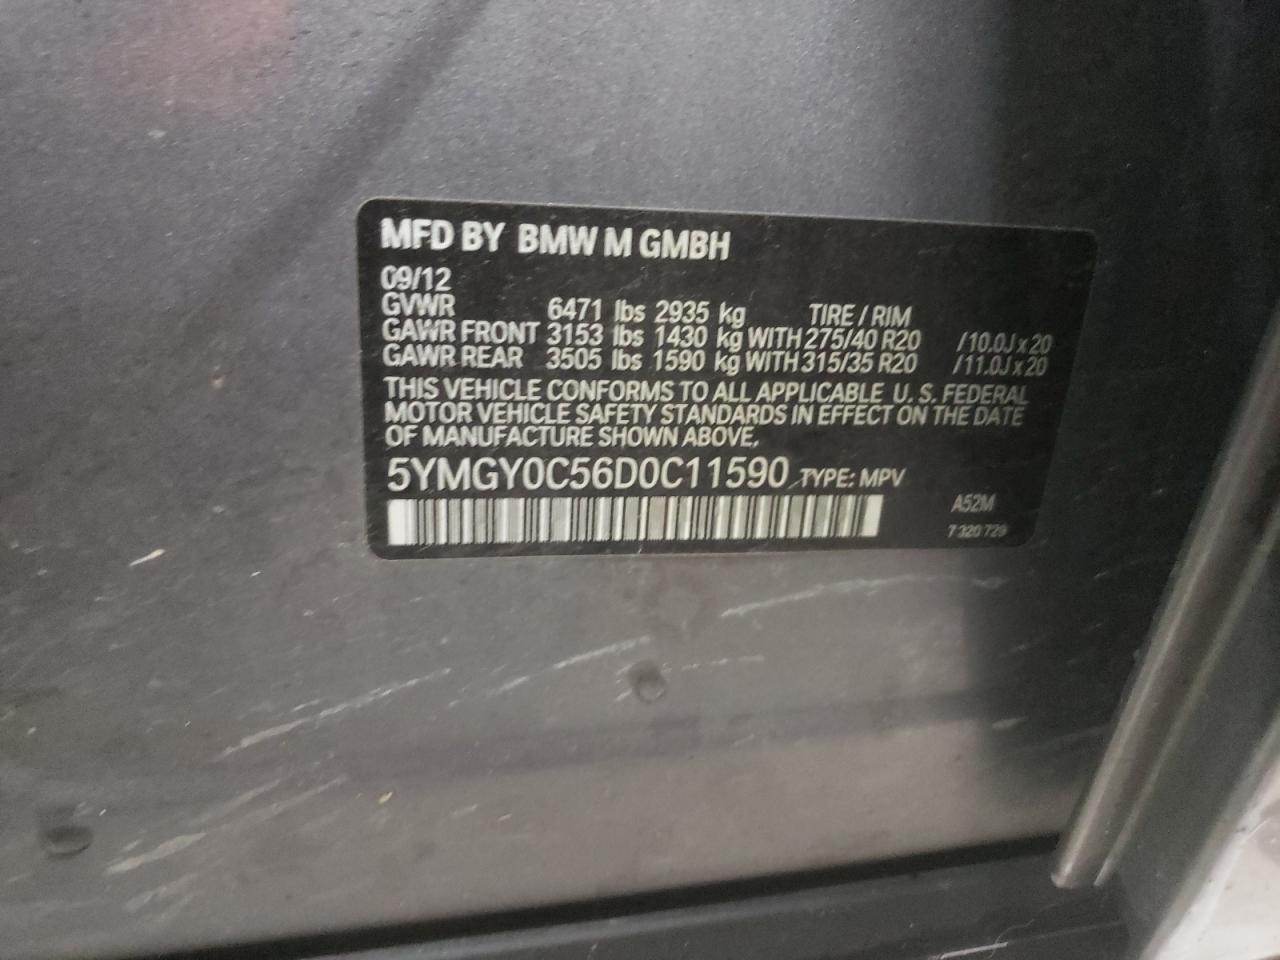 MFD BY BMW M GMBH
09/12
GVWR 6471 lbs 2935 kg TIRE / RIM
GAWR FRONT 3153 lbs 1430 kg WITH 275/40 R20 /10.0J x 20
GAWR REAR 3505 lbs 1590 kg WITH 315/35 R20 /11.0J x 20
THIS VEHICLE CONFORMS TO ALL APPLICABLE U. S. FEDERAL
MOTOR VEHICLE SAFETY STANDARDS IN EFFECT ON THE DATE
OF MANUFACTURE SHOWN ABOVE.
5YMGY0C56D0C11590 TYPE: MPV
A52M
7 320 729